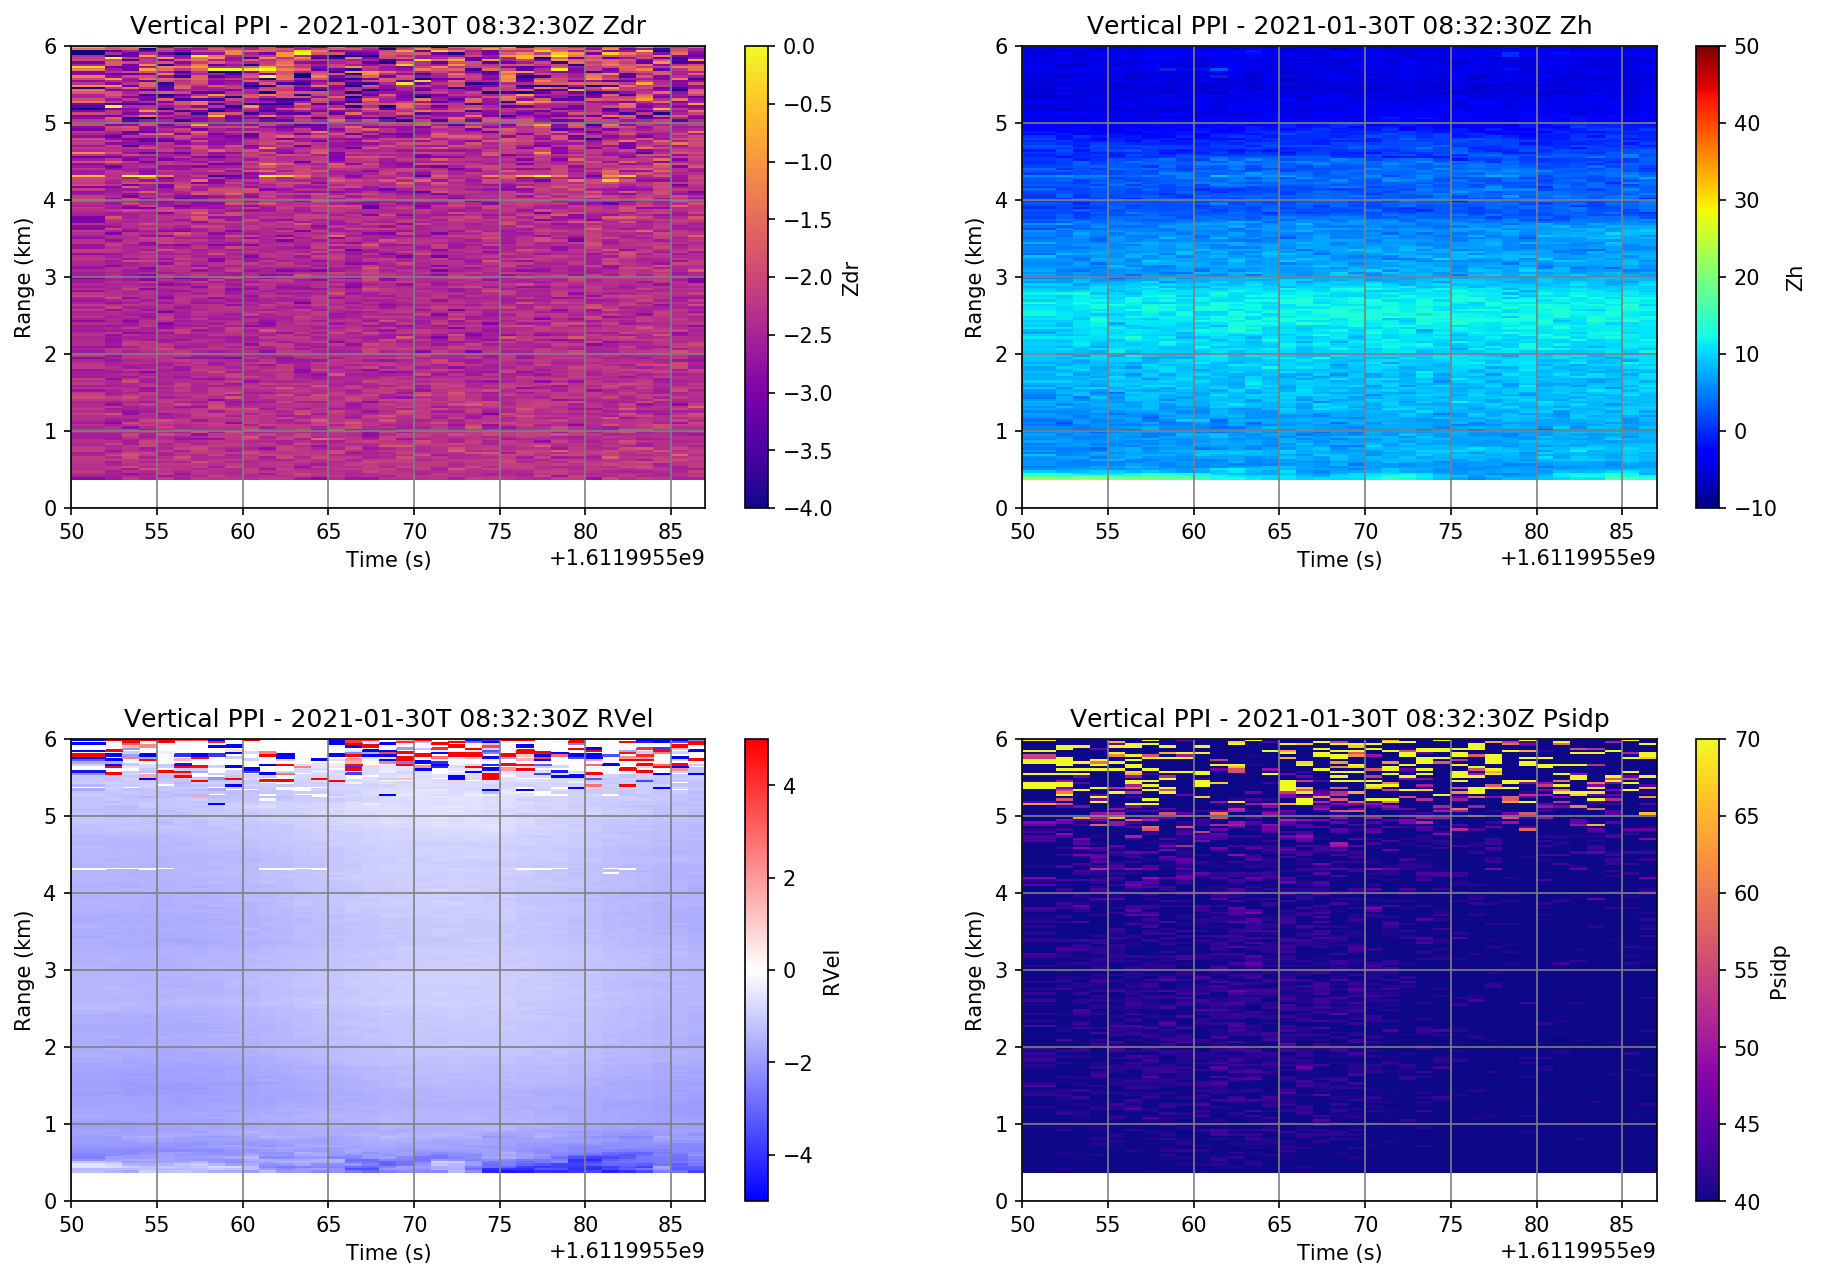 Vertical PPI - 2021-01-30T 08:32:30Z Zdr
6
5
4
3
2
1
0
Range (km)
50 55 60 65 70 75 80 85
Time (s)
+1.6119955e9
0.0
−0.5
−1.0
−1.5
−2.0
−2.5
−3.0
−3.5
−4.0
Zdr
Vertical PPI - 2021-01-30T 08:32:30Z Zh
6
5
4
3
2
1
0
Range (km)
50 55 60 65 70 75 80 85
Time (s)
+1.6119955e9
50
40
30
20
10
0
−10
Zh
Vertical PPI - 2021-01-30T 08:32:30Z RVel
6
5
4
3
2
1
0
Range (km)
50 55 60 65 70 75 80 85
Time (s)
+1.6119955e9
4
2
0
−2
−4
RVel
Vertical PPI - 2021-01-30T 08:32:30Z Psidp
6
5
4
3
2
1
0
Range (km)
50 55 60 65 70 75 80 85
Time (s)
+1.6119955e9
70
65
60
55
50
45
40
Psidp